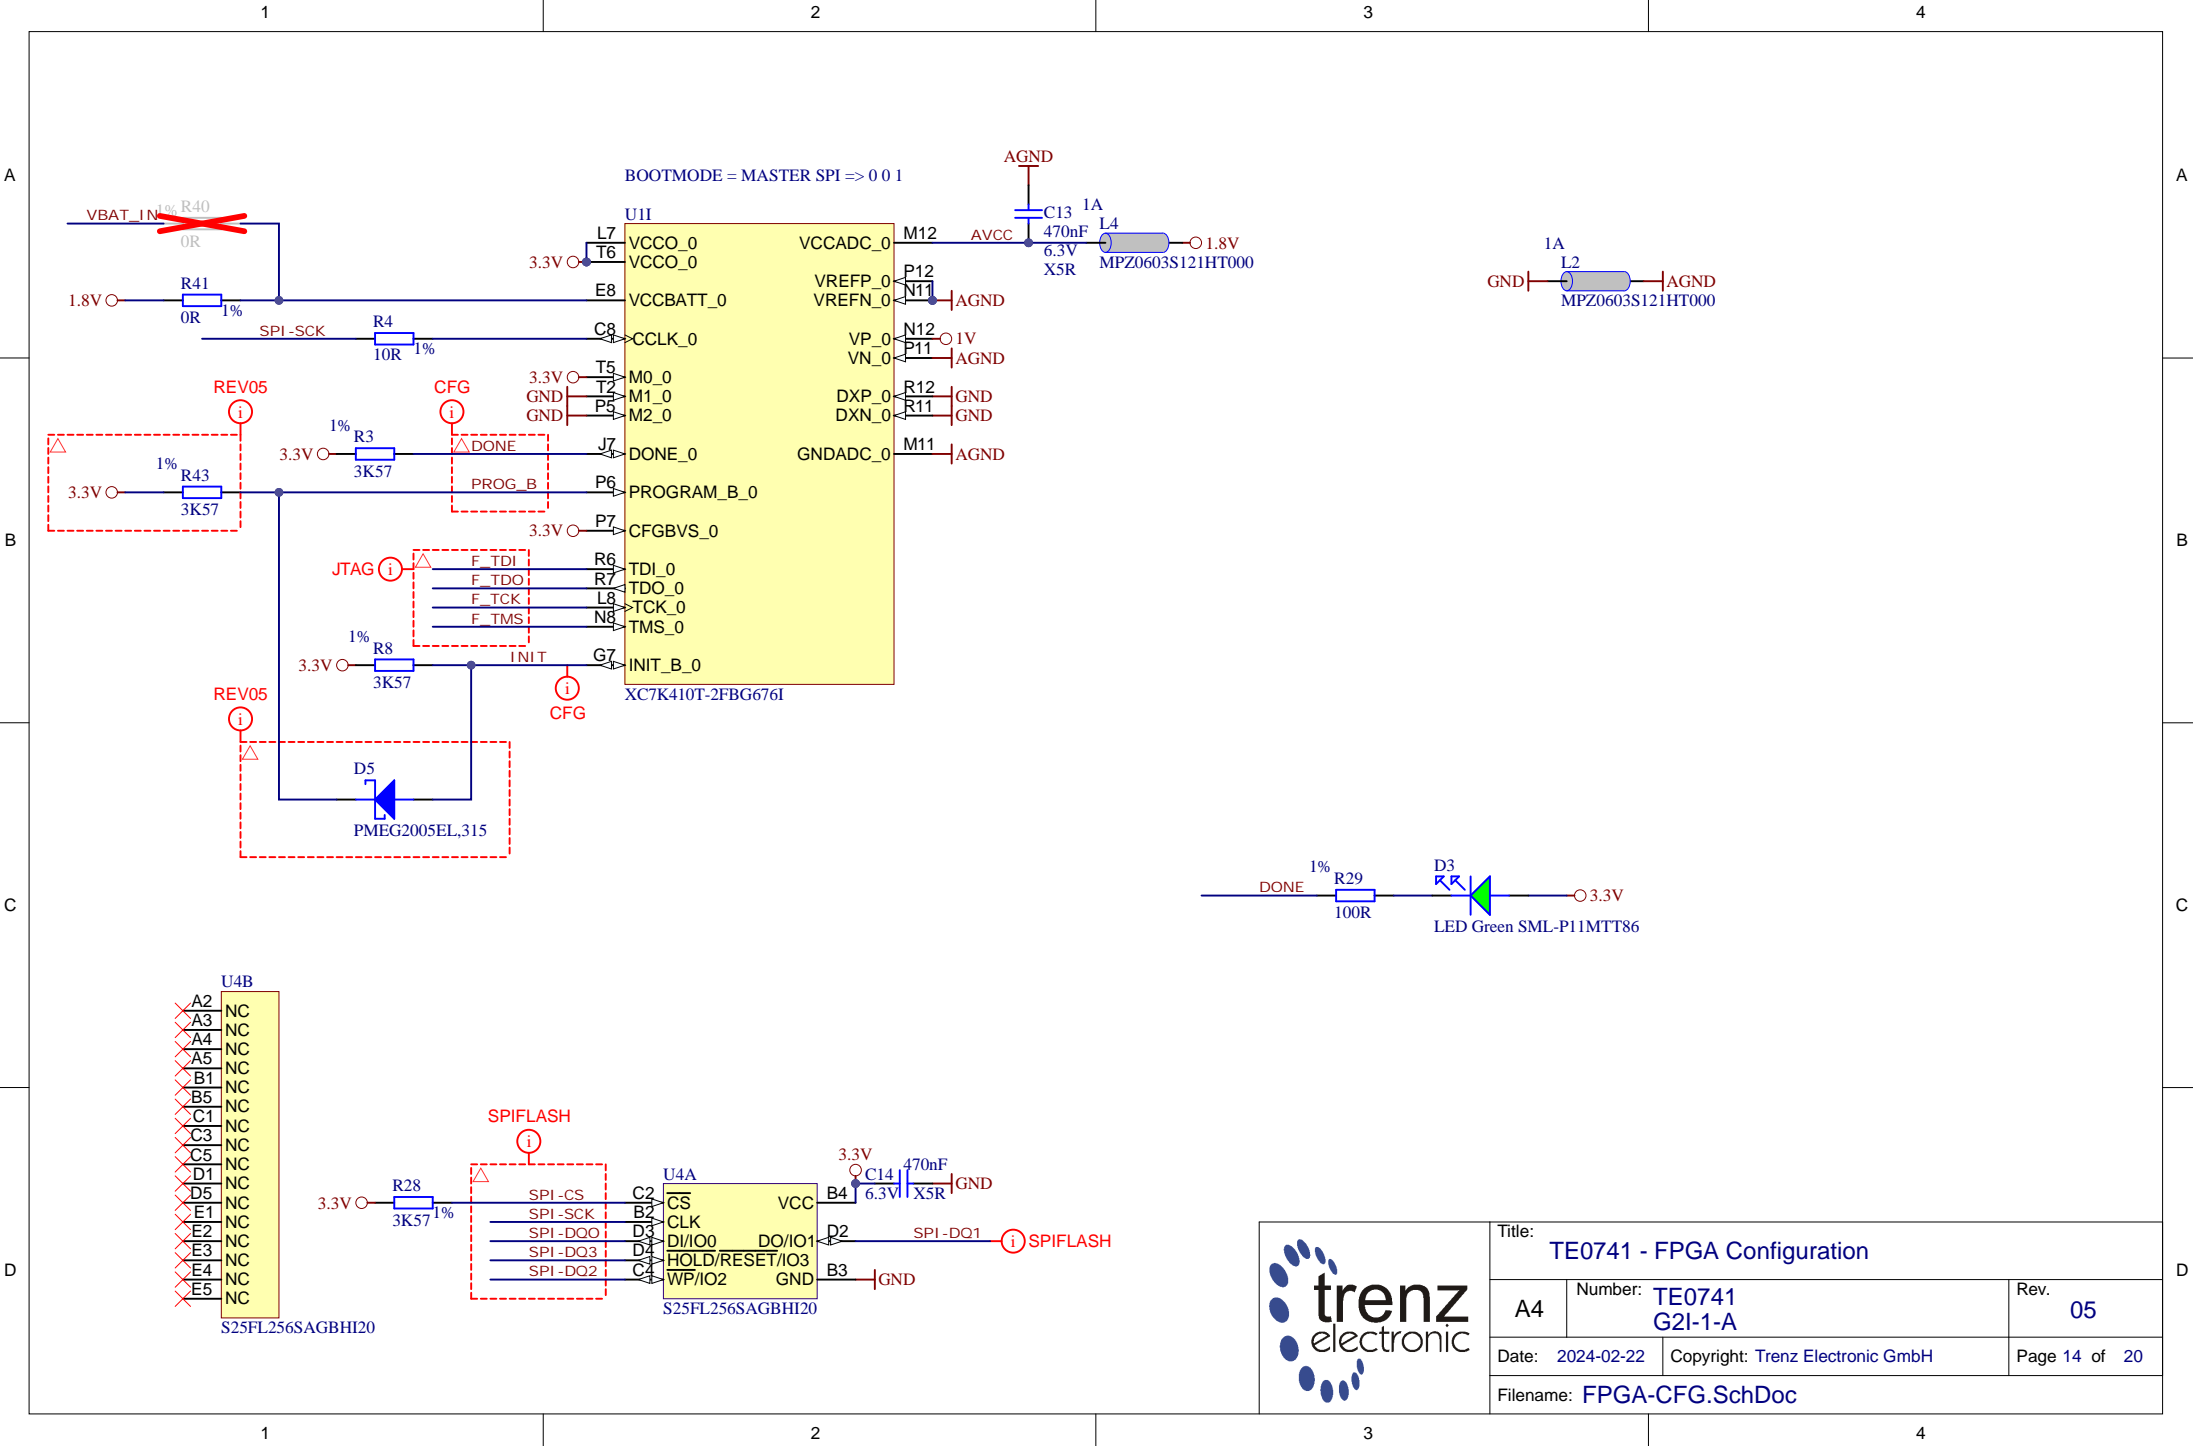 1 2 3 4
A A
BOOTMODE = MASTER SPI => 0 0 1
AGND
VBAT_IN 1% R40
0R
U1I
C13 1A L4
470nF
6.3V
X5R
AVCC
1.8V
MPZ0603S121HT000
1A
L2
GND AGND
MPZ0603S121HT000
L7 VCCO_0 VCCADC_0 M12
3.3V T6 VCCO_0
VREFP_0 P12
R41
1.8V 0R 1% E8 VCCBATT_0 VREFN_0 N11 AGND
SPI-SCK R4
10R 1% C8 CCLK_0 VP_0 N12 1V
VN_0 P11 AGND
3.3V T5 M0_0
GND T2 M1_0 DXP_0 R12 GND
GND P5 M2_0 DXN_0 R11 GND
REV05 CFG
1% R3
3.3V 3K57 DONE J7 DONE_0 GNDADC_0 M11 AGND
1% R43
3.3V 3K57 PROG_B P6 PROGRAM_B_0
B B
3.3V P7 CFGBVS_0
JTAG F_TDI R6 TDI_0
F_TDO R7 TDO_0
F_TCK L8 TCK_0
F_TMS N8 TMS_0
1% R8
3.3V 3K57 INIT G7 INIT_B_0
XC7K410T-2FBG676I
CFG
REV05
D5
PMEG2005EL,315
C C
DONE 1% R29
100R
D3
3.3V
LED Green SML-P11MTT86
U4B
A2 NC
A3 NC
A4 NC
A5 NC
B1 NC
B5 NC
C1 NC
C3 NC
C5 NC
D1 NC
D5 NC
E1 NC
E2 NC
E3 NC
E4 NC
E5 NC
S25FL256SAGBHI20
SPIFLASH
D D
3.3V
C14 470nF
6.3V X5R GND
U4A
3.3V R28
3K57 1%
SPI-CS C2 CS VCC B4
SPI-SCK B2 CLK
SPI-DQ0 D3 DI/IO0 DO/IO1 D2 SPI-DQ1 SPIFLASH
SPI-DQ3 D4 HOLD/RESET/IO3
SPI-DQ2 C4 WP/IO2 GND B3 GND
S25FL256SAGBHI20
trenz
electronic
Title:
TE0741 - FPGA Configuration
A4 Number: TE0741
G2I-1-A
Rev.
05
Date: 2024-02-22 Copyright: Trenz Electronic GmbH Page 14 of 20
Filename: FPGA-CFG.SchDoc
1 2 3 4